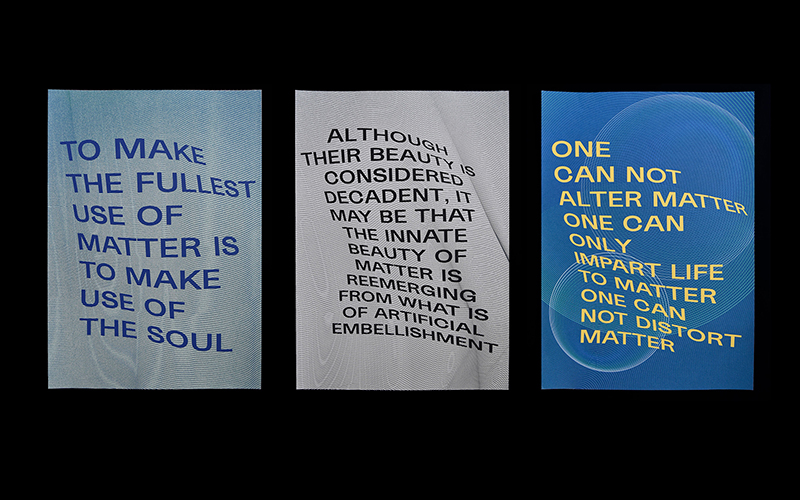 TO MAKE
THE FULLEST
USE OF
MATTER IS
TO MAKE
USE OF
THE SOUL
ALTHOUGH
THEIR BEAUTY IS
CONSIDERED
DECADENT, IT
MAY BE THAT
THE INNATE
BEAUTY OF
MATTER IS
REEMERGING
FROM WHAT IS
OF ARTIFICIAL
EMBELLISHMENT
ONE
CAN NOT
ALTER MATTER
ONE CAN
ONLY
IMPART LIFE
TO MATTER
ONE CAN
NOT DISTORT
MATTER